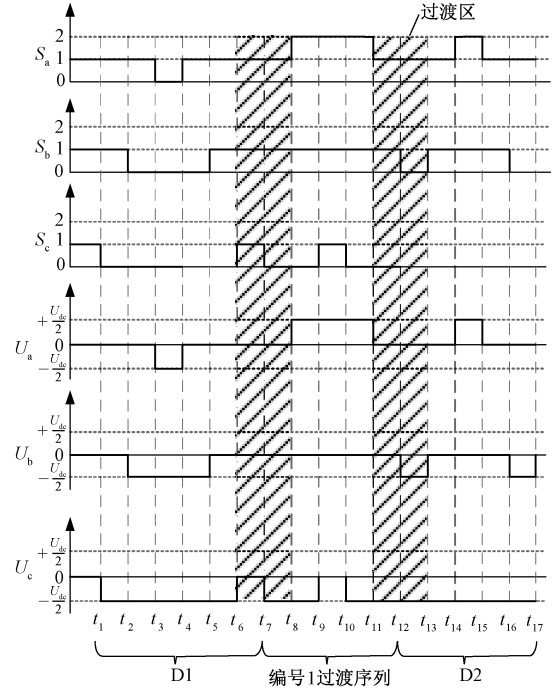 过渡区
2
S_a 1
0
2
S_b 1
0
2
S_c 1
0
+U_dc/2
U_a 0
−U_dc/2
+U_dc/2
U_b 0
−U_dc/2
+U_dc/2
U_c 0
−U_dc/2
t_1 t_2 t_3 t_4 t_5 t_6 t_7 t_8 t_9 t_10 t_11 t_12 t_13 t_14 t_15 t_16 t_17
D1 编号1过渡序列 D2